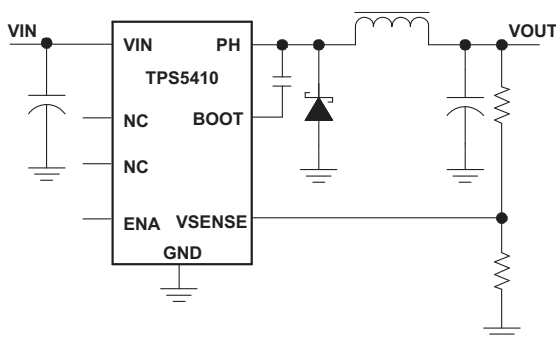 VIN
VOUT
VIN
PH
TPS5410
NC
BOOT
NC
ENA
VSENSE
GND